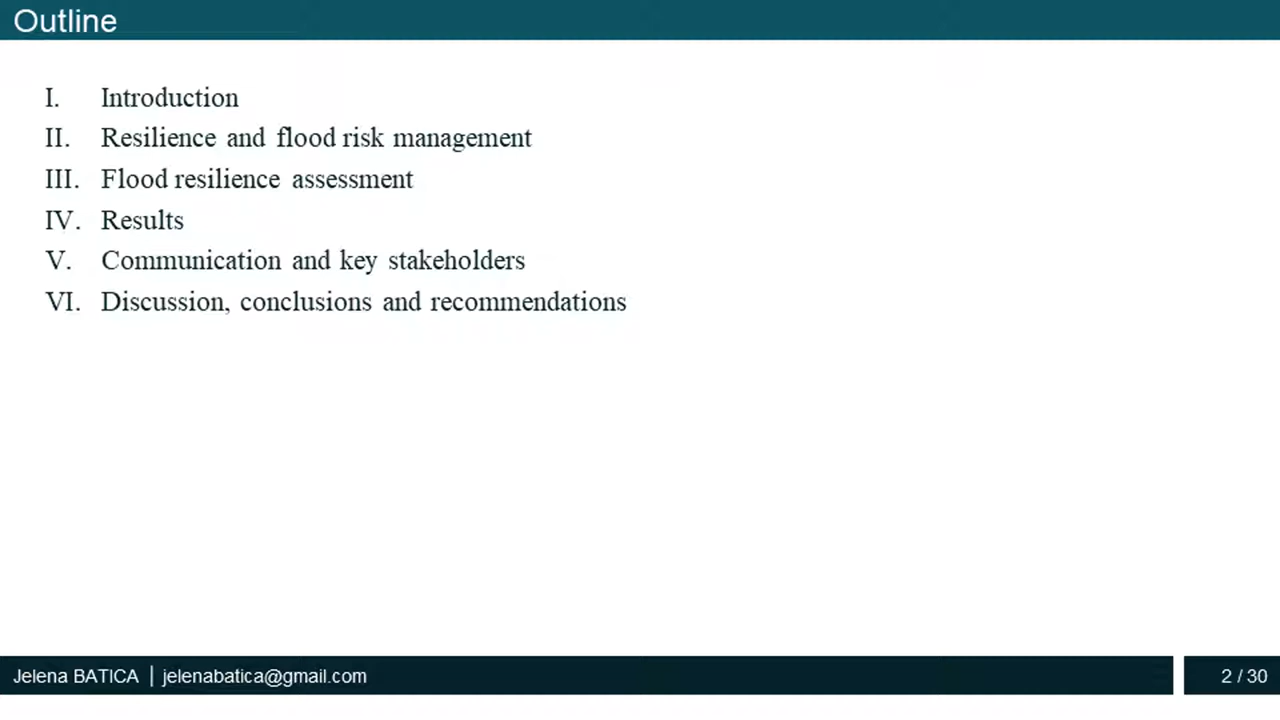 Outline
I. Introduction
II. Resilience and flood risk management
III. Flood resilience assessment
IV. Results
V. Communication and key stakeholders
VI. Discussion, conclusions and recommendations
Jelena BATICA | jelenabatica@gmail.com
2 / 30